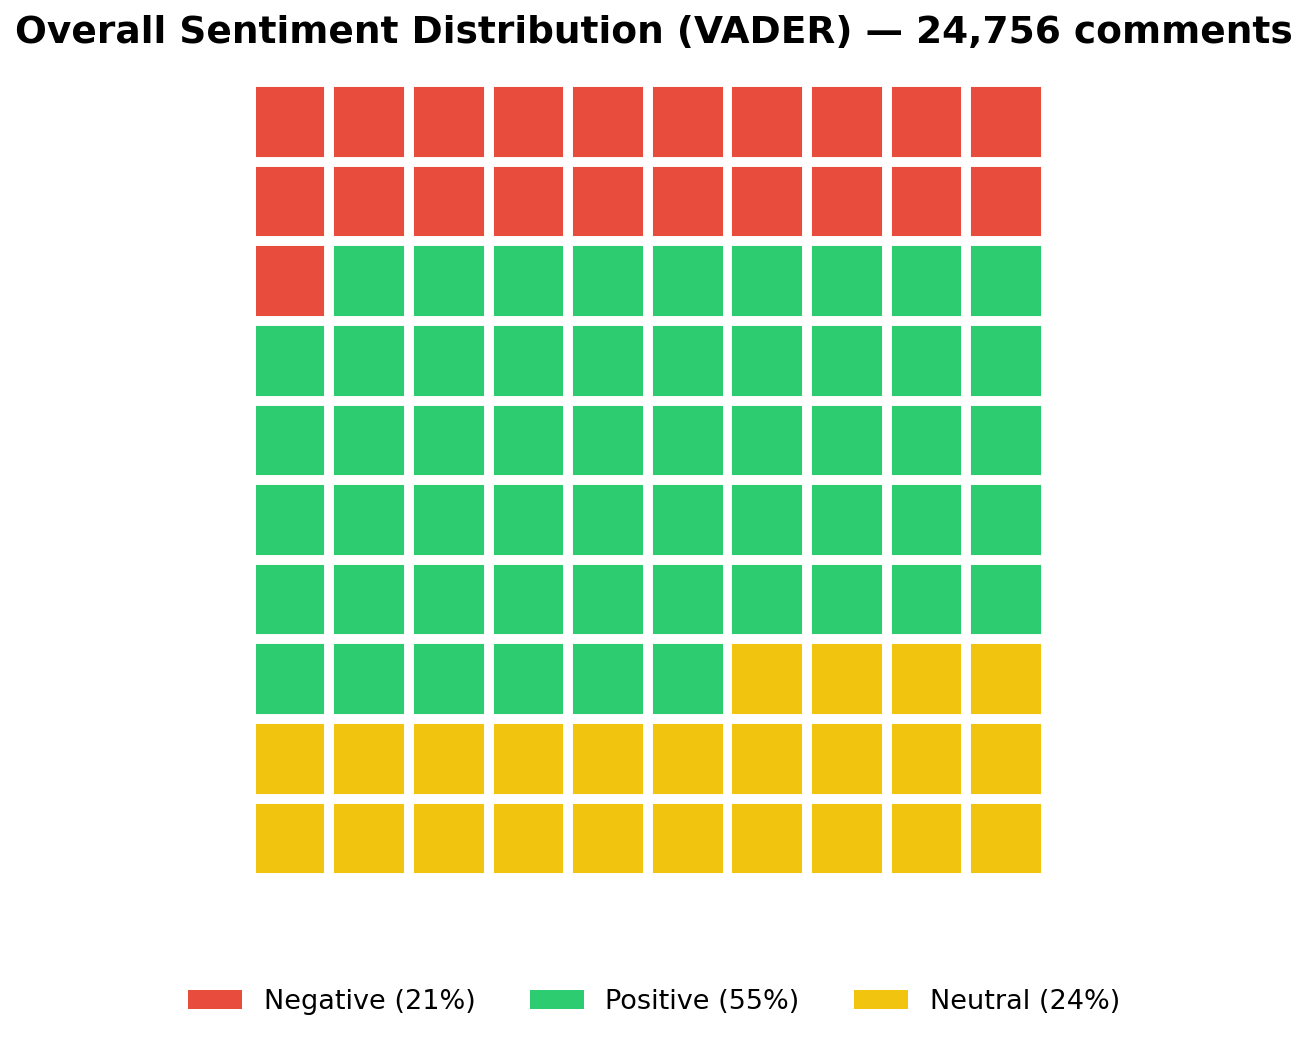 Overall Sentiment Distribution (VADER) — 24,756 comments
Negative (21%) Positive (55%) Neutral (24%)